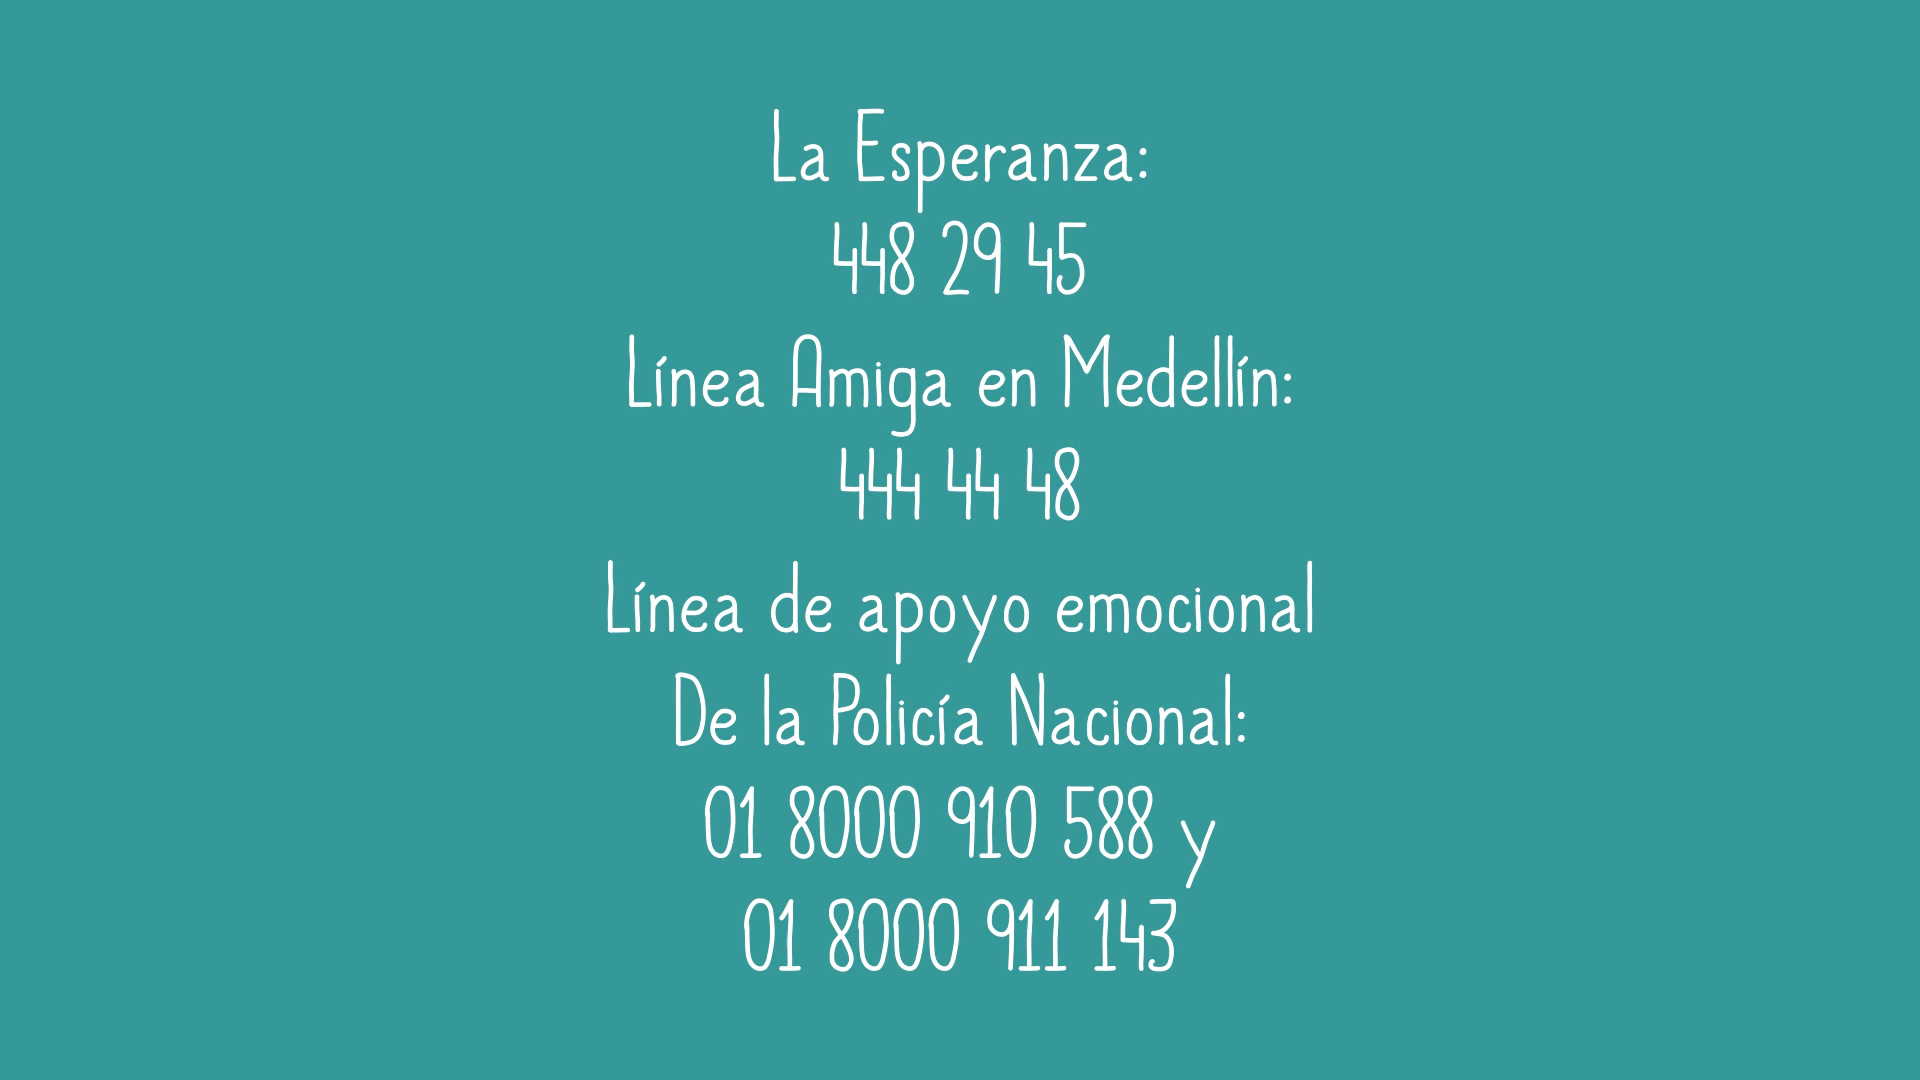 La Esperanza:
448 29 45
Línea Amiga en Medellín:
444 44 48
Línea de apoyo emocional
De la Policía Nacional:
01 8000 910 588 y
01 8000 911 143